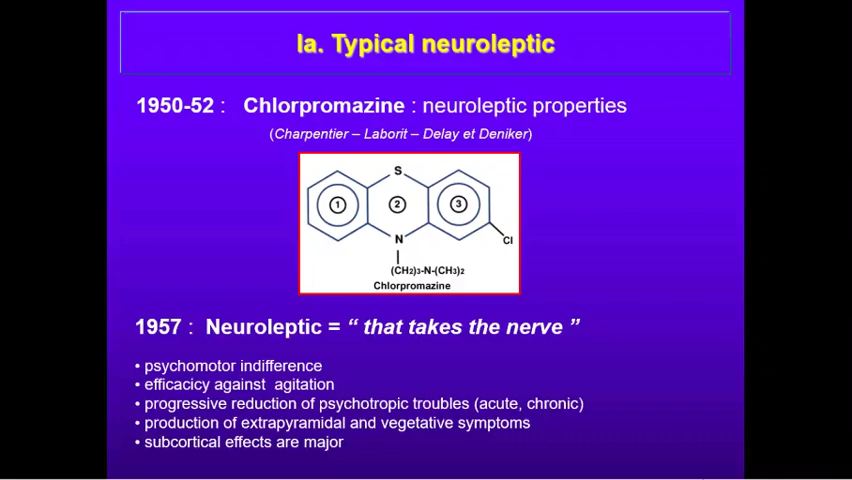 Ia. Typical neuroleptic
1950-52 : Chlorpromazine : neuroleptic properties
(Charpentier – Laborit – Delay et Deniker)
S
1 2 3
N
Cl
(CH2)3-N-(CH3)2
Chlorpromazine
1957 : Neuroleptic = “ that takes the nerve ”
• psychomotor indifference
• efficacicy against agitation
• progressive reduction of psychotropic troubles (acute, chronic)
• production of extrapyramidal and vegetative symptoms
• subcortical effects are major